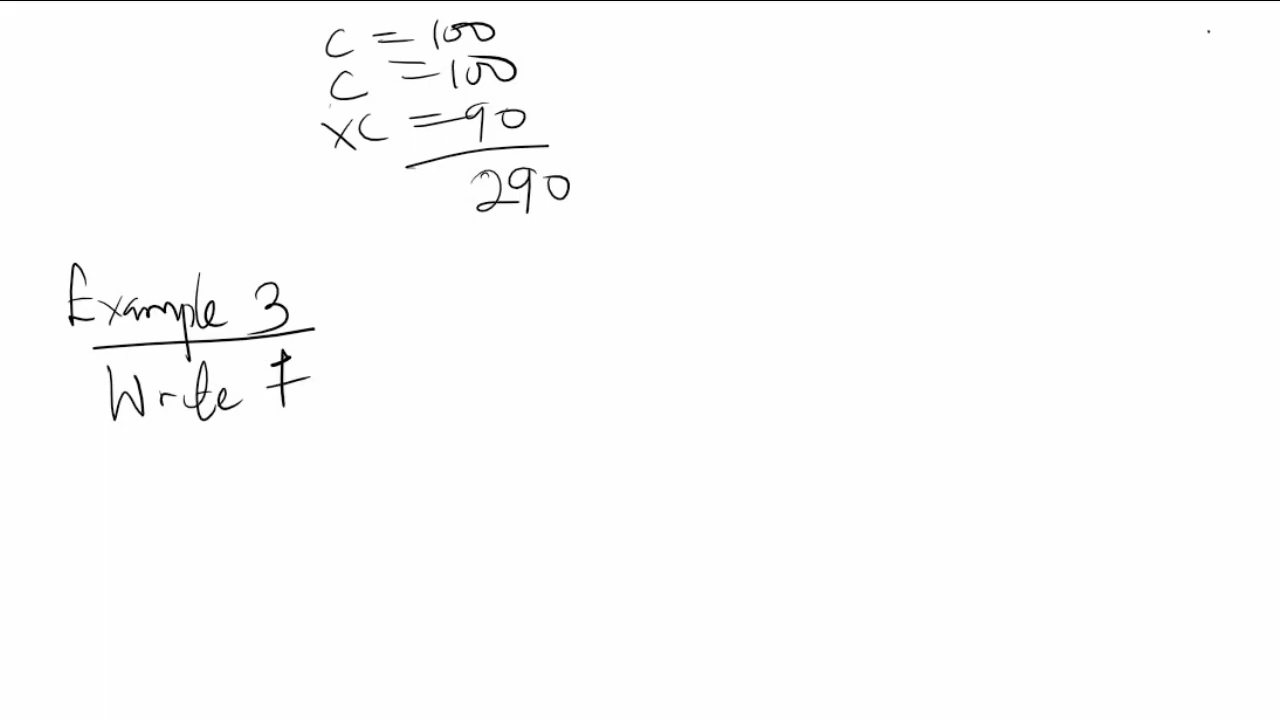 C = 100
C = 100
XC = 90
290
Example 3
Write